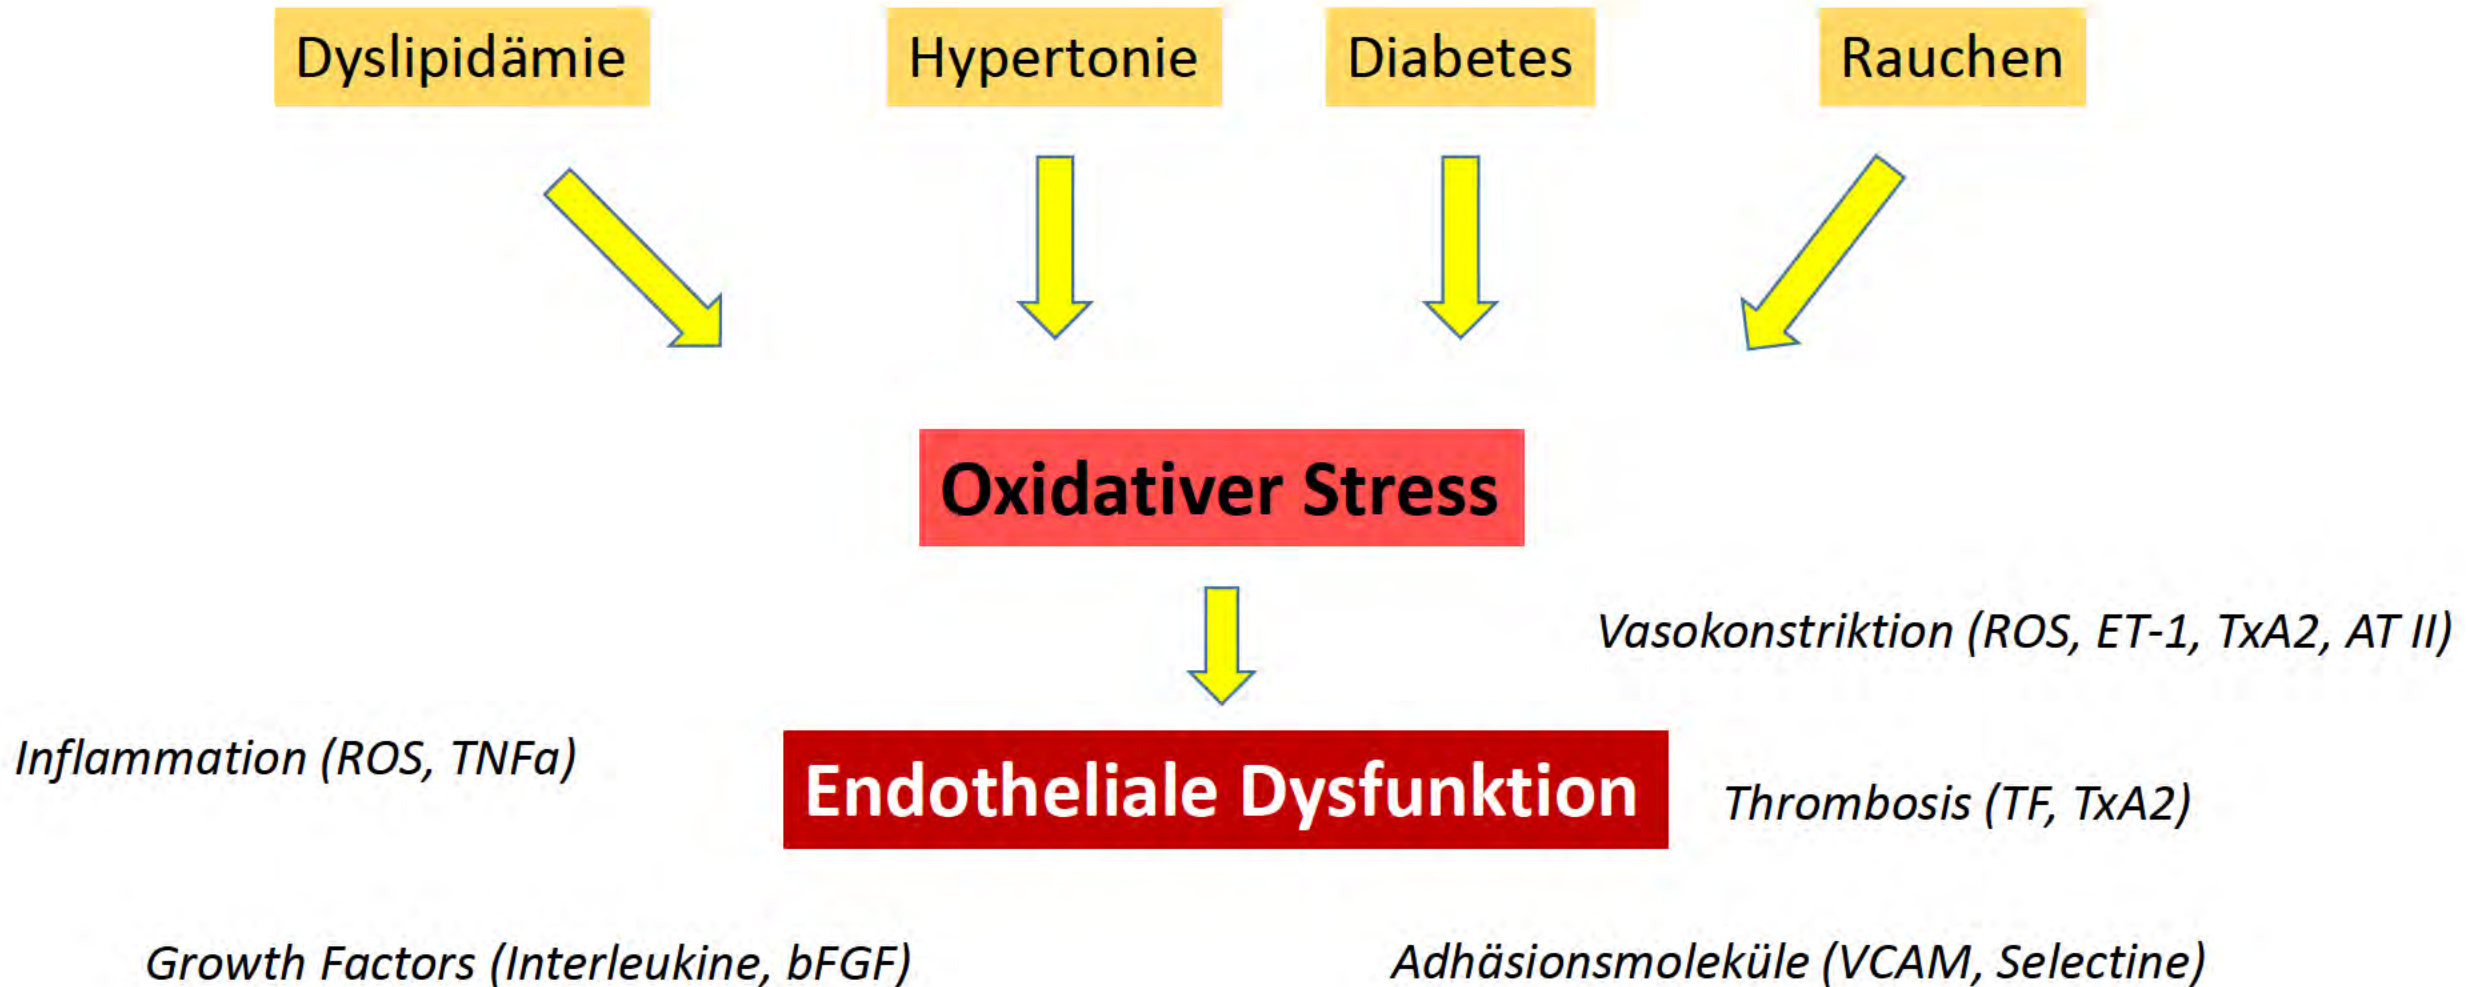 Dyslipidämie
Hypertonie
Diabetes
Rauchen
Oxidativer Stress
Vasokonstriktion (ROS, ET-1, TxA2, AT II)
Inflammation (ROS, TNFa)
Endotheliale Dysfunktion
Thrombosis (TF, TxA2)
Growth Factors (Interleukine, bFGF)
Adhäsionsmoleküle (VCAM, Selectine)